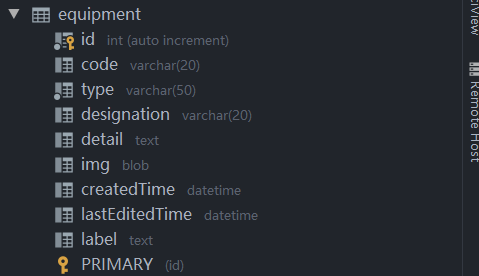 equipment
id int (auto increment)
code varchar(20)
type varchar(50)
designation varchar(20)
detail text
img blob
createdTime datetime
lastEditedTime datetime
label text
PRIMARY (id)
ciView
Remote Host